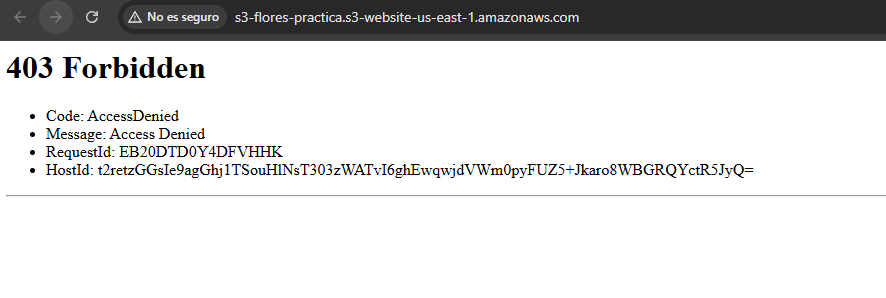 No es seguro s3-flores-practica.s3-website-us-east-1.amazonaws.com
403 Forbidden
Code: AccessDenied
Message: Access Denied
RequestId: EB20DTD0Y4DFVHHK
HostId: t2retzGGsIe9agGhj1TSouHlNsT303zWATvI6ghEwqwjdVWm0pyFUZ5+Jkaro8WBGRQYctR5JyQ=